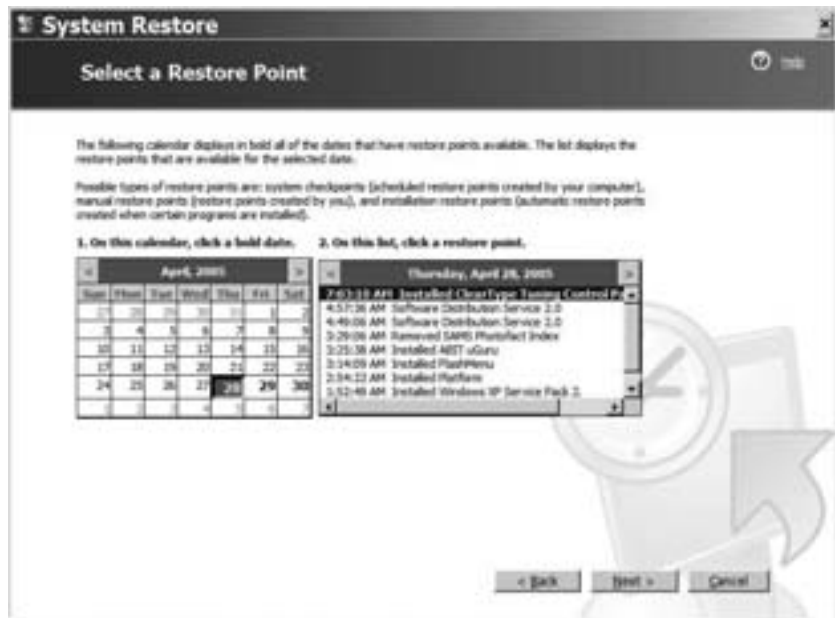 System Restore
Select a Restore Point
Help
The following calendar displays in bold all of the dates that have restore points available. The list displays the
restore points that are available for the selected date.
Possible types of restore points are: system checkpoints (scheduled restore points created by your computer),
manual restore points (restore points created by you), and installation restore points (automatic restore points
created when certain programs are installed).
1. On this calendar, click a bold date.
2. On this list, click a restore point.
< April, 2005 >
Sun Mon Tue Wed Thu Fri Sat
27 28 29 30 31 1 2
3 4 5 6 7 8 9
10 11 12 13 14 15 16
17 18 19 20 21 22 23
24 25 26 27 28 29 30
1 2 3 4 5 6 7
< Thursday, April 28, 2005 >
7:03:10 AM Installed ClearType Tuning Control
4:57:36 AM Software Distribution Service 2.0
4:49:06 AM Software Distribution Service 2.0
3:29:06 AM Removed SAMS Photofact Index
3:25:38 AM Installed ABIT uGuru
3:14:09 AM Installed FlashMenu
2:54:22 AM Installed Platform
1:52:49 AM Installed Windows XP Service Pack 2.
< Back
Next >
Cancel